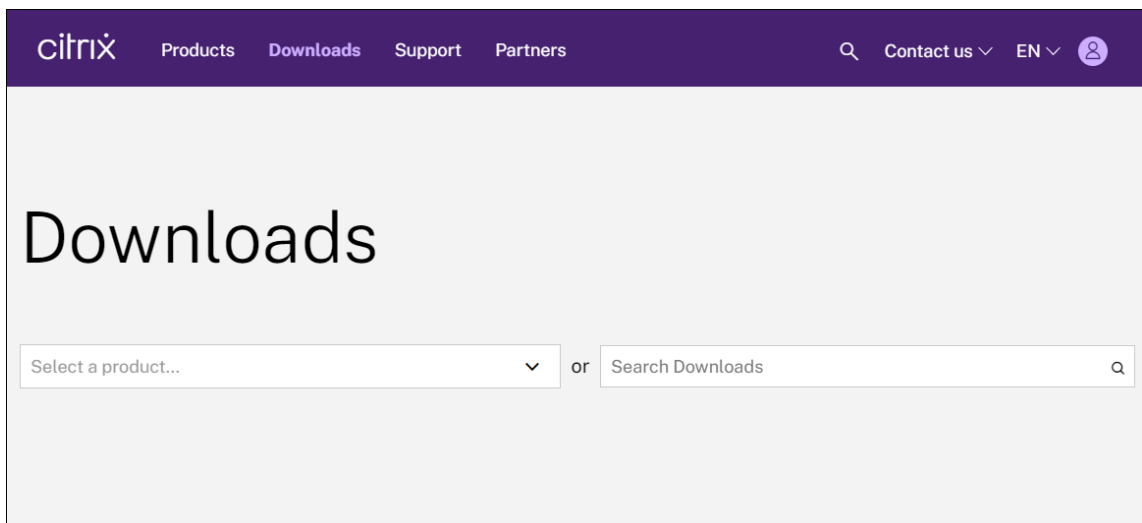 citrix Products Downloads Support Partners Contact us EN
Downloads
Select a product... or Search Downloads